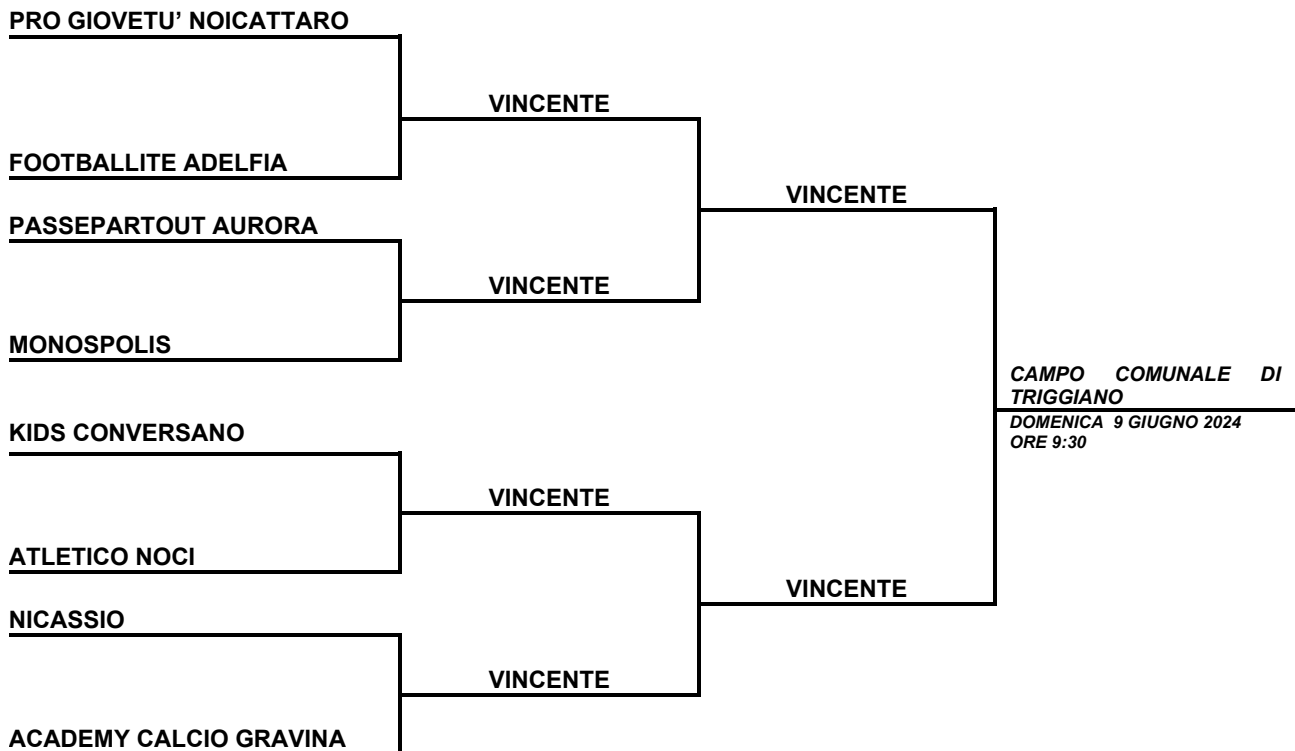 PRO GIOVETU’ NOICATTARO
VINCENTE
FOOTBALLITE ADELFIA
VINCENTE
PASSEPARTOUT AURORA
VINCENTE
MONOSPOLIS
CAMPO COMUNALE DI
TRIGGIANO
DOMENICA 9 GIUGNO 2024
ORE 9:30
KIDS CONVERSANO
VINCENTE
ATLETICO NOCI
VINCENTE
NICASSIO
VINCENTE
ACADEMY CALCIO GRAVINA